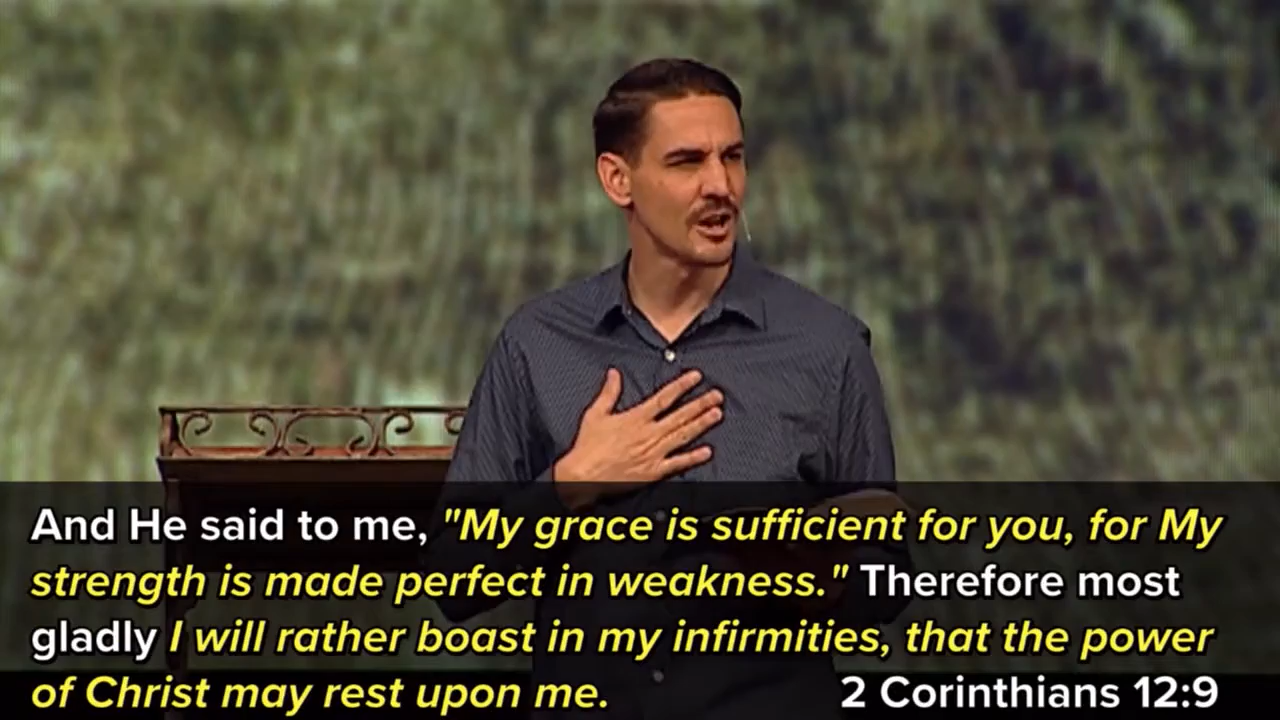 And He said to me, "My grace is sufficient for you, for My
strength is made perfect in weakness." Therefore most
gladly I will rather boast in my infirmities, that the power
of Christ may rest upon me. 2 Corinthians 12:9